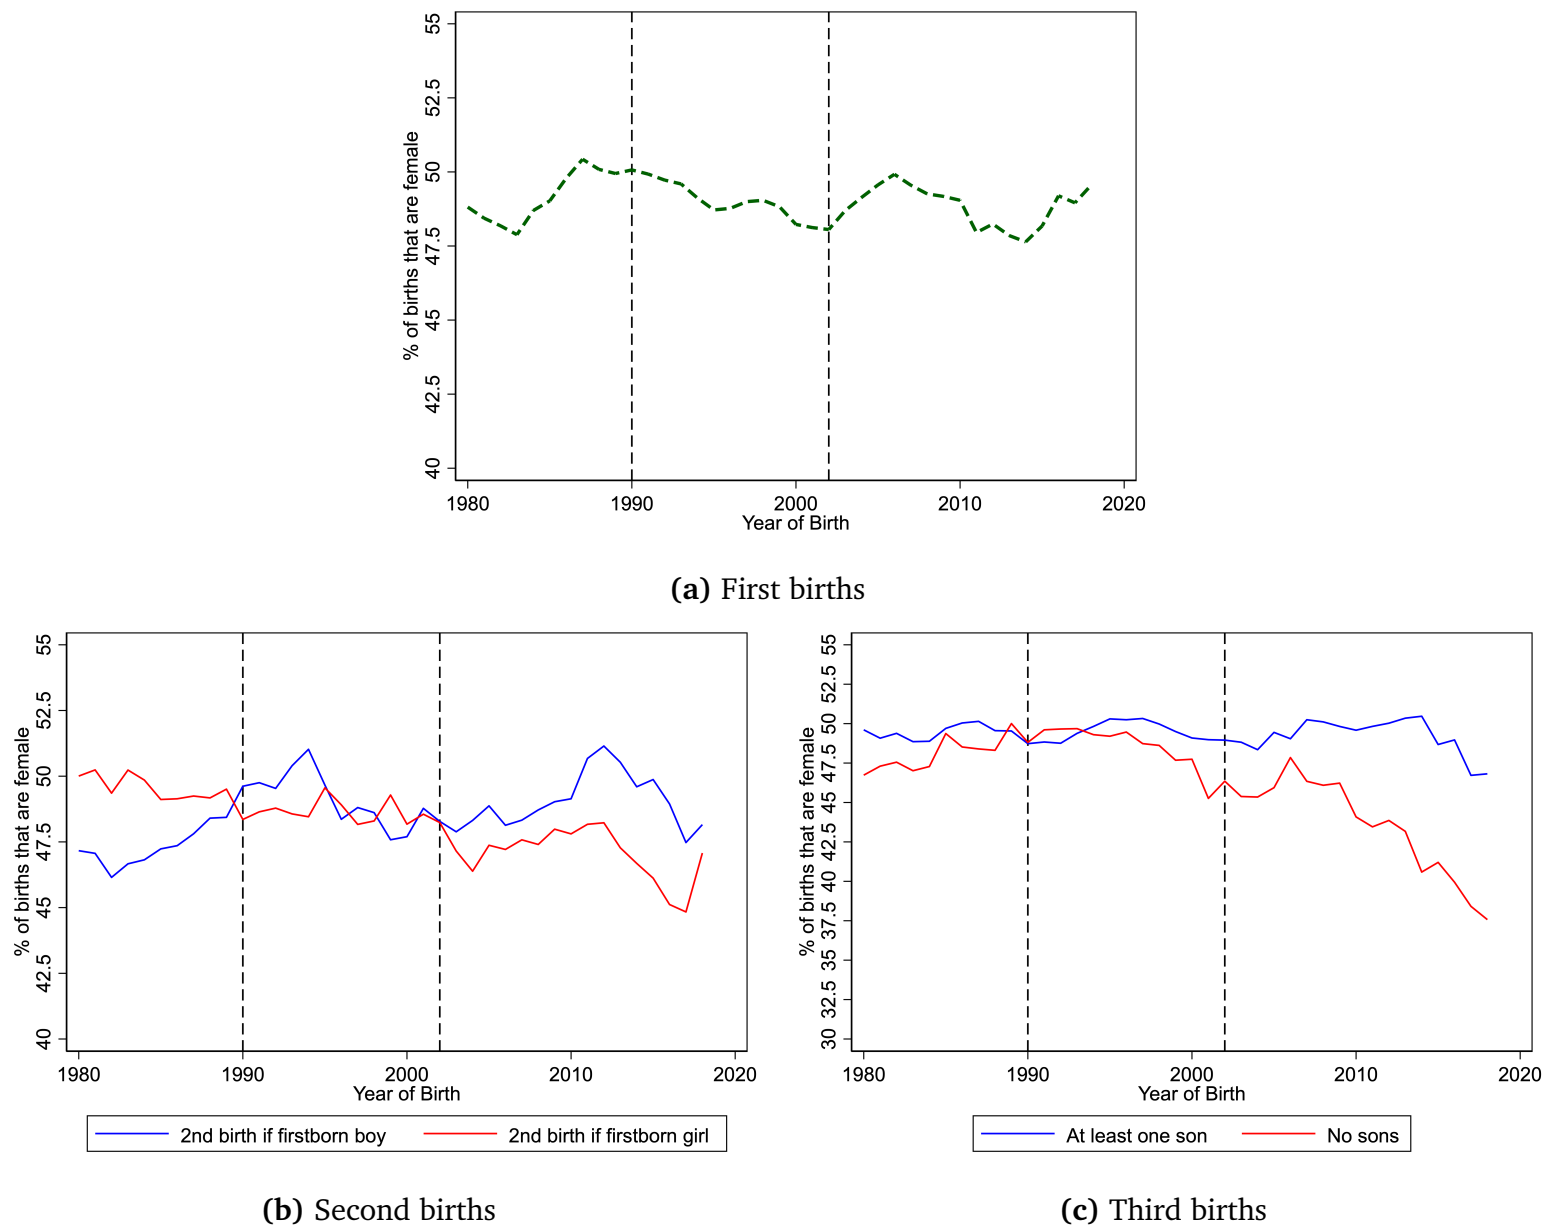 55
52.5
50
47.5
45
42.5
40
% of births that are female
1980 1990 2000 2010 2020
Year of Birth
(a) First births
55
52.5
50
47.5
45
42.5
40
% of births that are female
1980 1990 2000 2010 2020
Year of Birth
2nd birth if firstborn boy 2nd birth if firstborn girl
(b) Second births
55
52.5
50
47.5
45
42.5
40
37.5
35
32.5
30
% of births that are female
1980 1990 2000 2010 2020
Year of Birth
At least one son No sons
(c) Third births